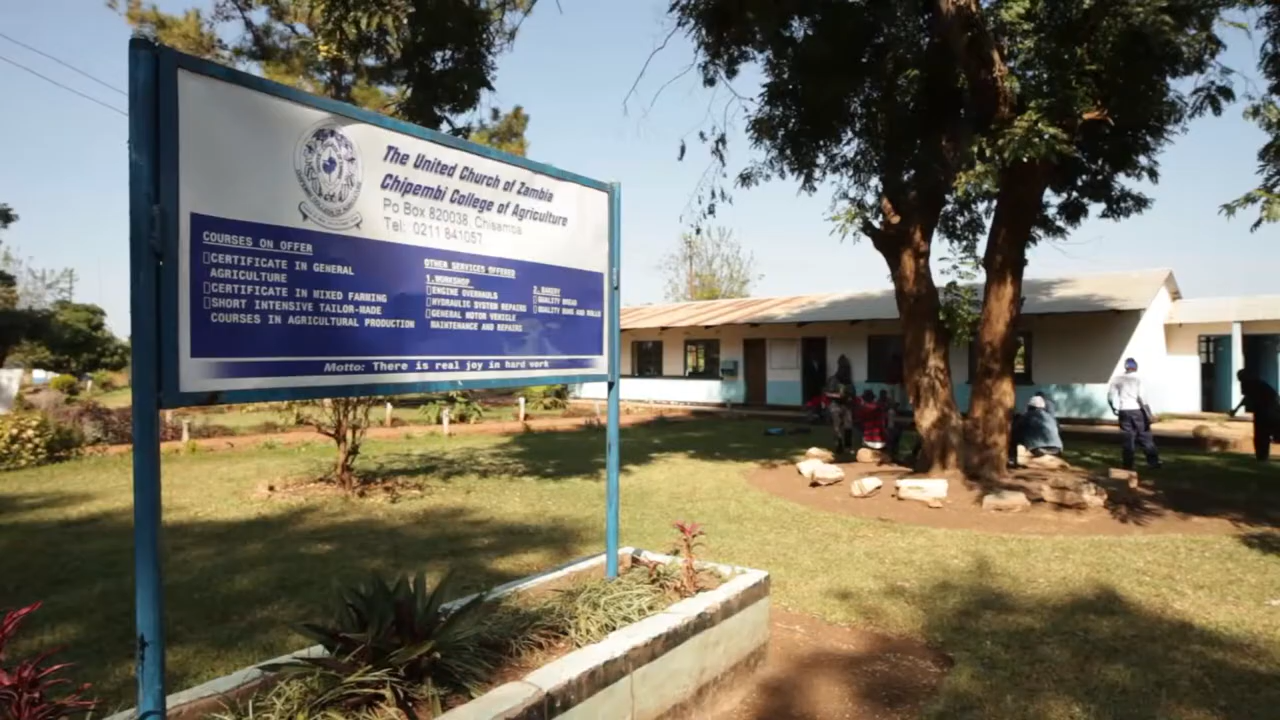 The United Church of Zambia
Chipembi College of Agriculture
Po Box 820038, Chisamba
Tel: 0211 841057
COURSES ON OFFER
CERTIFICATE IN GENERAL
AGRICULTURE
CERTIFICATE IN MIXED FARMING
SHORT INTENSIVE TAILOR-MADE
COURSES IN AGRICULTURAL PRODUCTION
OTHER SERVICES OFFERED
1.WORKSHOP
ENGINE OVERHOLS
HYDRAULIC SYSTEM REPAIRS
GENERAL MOTOR VEHICLE
MAINTENANCE AND REPAIRS
2. BAKERY
QUALITY BREAD
QUALITY BUNS AND ROLLS
Motto: There is real joy in hard work